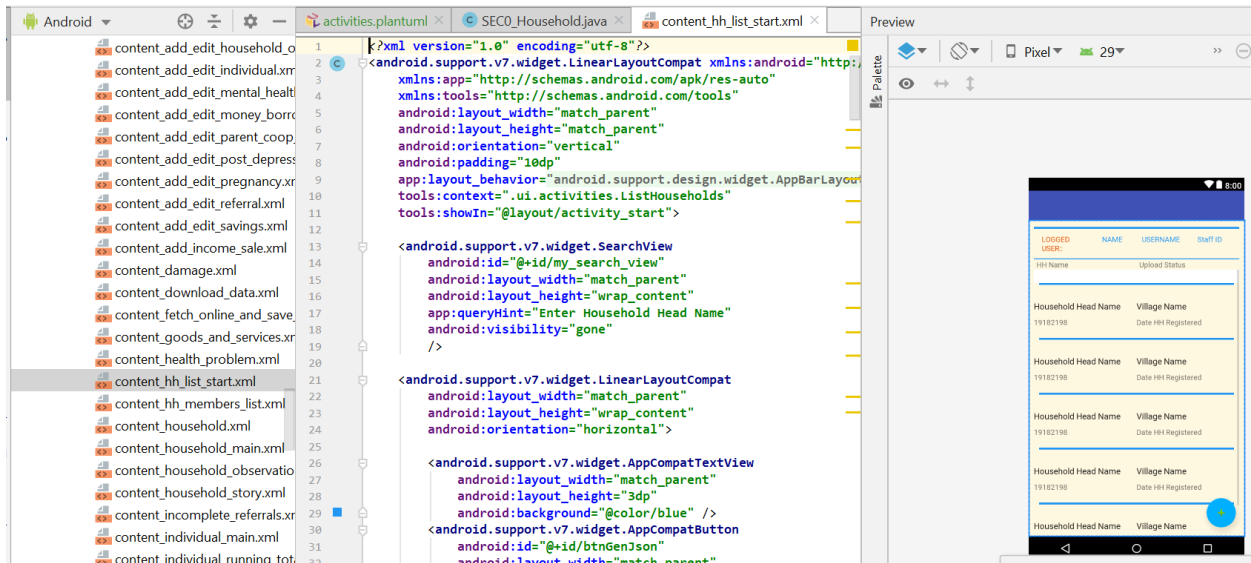 Android
activities.plantuml
SEC0_Household.java
content_hh_list_start.xml
Preview
content_add_edit_household_o
content_add_edit_individual.xm
content_add_edit_mental_healt
content_add_edit_money_borro
content_add_edit_parent_coop_
content_add_edit_post_depress
content_add_edit_pregnancy.xr
content_add_edit_referral.xml
content_add_edit_savings.xml
content_add_income_sale.xml
content_damage.xml
content_download_data.xml
content_fetch_online_and_save_
content_goods_and_services.xr
content_health_problem.xml
content_hh_list_start.xml
content_hh_members_list.xml
content_household.xml
content_household_main.xml
content_household_observatio
content_household_story.xml
content_incomplete_referrals.xr
content_individual_main.xml
content_individual_running_tota
1 <?xml version="1.0" encoding="utf-8"?>
2 <android.support.v7.widget.LinearLayoutCompat xmlns:android="http:/
3 xmlns:app="http://schemas.android.com/apk/res-auto"
4 xmlns:tools="http://schemas.android.com/tools"
5 android:layout_width="match_parent"
6 android:layout_height="match_parent"
7 android:orientation="vertical"
8 android:padding="10dp"
9 app:layout_behavior="android.support.design.widget.AppBarLayout
10 tools:context=".ui.activities.ListHouseholds"
11 tools:showIn="@layout/activity_start">
12
13 <android.support.v7.widget.SearchView
14 android:id="@+id/my_search_view"
15 android:layout_width="match_parent"
16 android:layout_height="wrap_content"
17 app:queryHint="Enter Household Head Name"
18 android:visibility="gone"
19 />
20
21 <android.support.v7.widget.LinearLayoutCompat
22 android:layout_width="match_parent"
23 android:layout_height="wrap_content"
24 android:orientation="horizontal">
25
26 <android.support.v7.widget.AppCompatTextView
27 android:layout_width="match_parent"
28 android:layout_height="3dp"
29 android:background="@color/blue" />
30 <android.support.v7.widget.AppCompatButton
31 android:id="@+id/btnGenJson"
32 android:layout_width="match_parent"
Palette
Pixel 29
8:00
LOGGED USER: NAME USERNAME Staff ID
HH Name Upload Status
Household Head Name Village Name
19182198 Date HH Registered
Household Head Name Village Name
19182198 Date HH Registered
Household Head Name Village Name
19182198 Date HH Registered
Household Head Name Village Name
19182198 Date HH Registered
Household Head Name Village Name